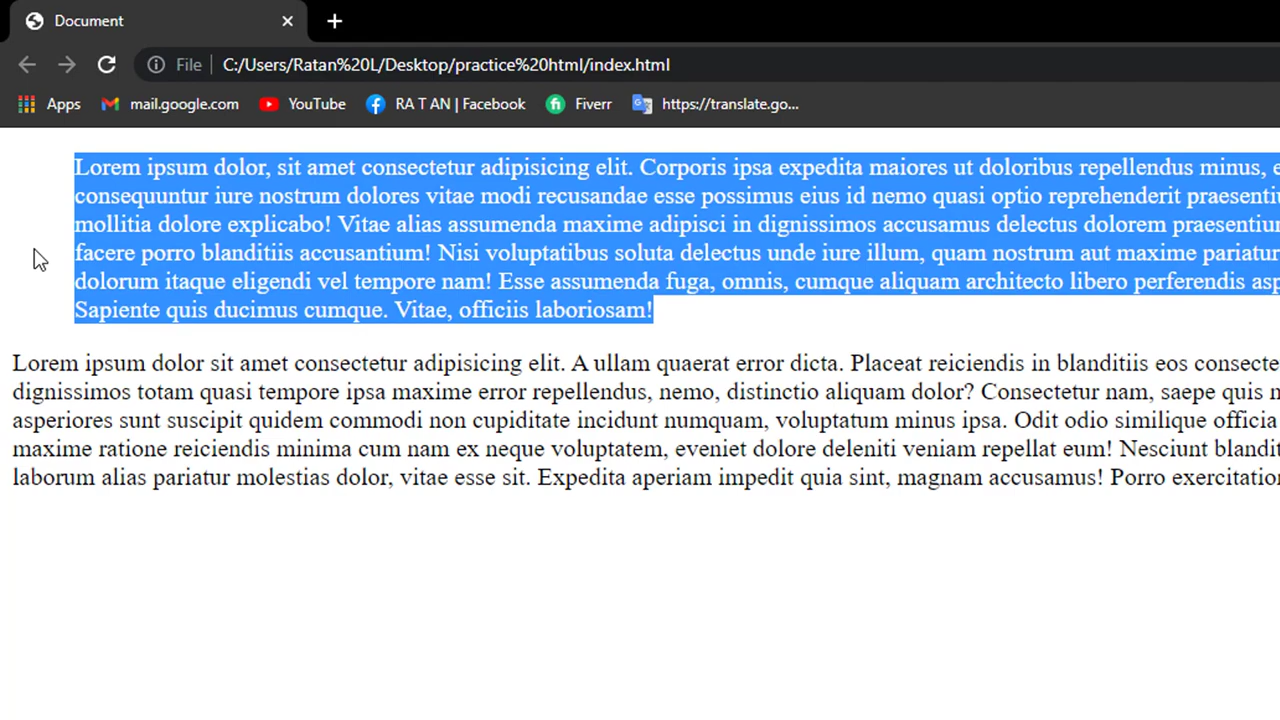 Document
File C:/Users/Ratan%20L/Desktop/practice%20html/index.html
Apps mail.google.com YouTube RA T AN | Facebook Fiverr https://translate.go...
Lorem ipsum dolor, sit amet consectetur adipisicing elit. Corporis ipsa expedita maiores ut doloribus repellendus minus,
consequuntur iure nostrum dolores vitae modi recusandae esse possimus eius id nemo quasi optio reprehenderit
mollitia dolore explicabo! Vitae alias assumenda maxime adipisci in dignissimos accusamus delectus dolorem
facere porro blanditiis accusantium! Nisi voluptatibus soluta delectus unde iure illum, quam nostrum aut maxime pariatur
dolorum itaque eligendi vel tempore nam! Esse assumenda fuga, omnis, cumque aliquam architecto libero perferendis
Sapiente quis ducimus cumque. Vitae, officiis laboriosam!
Lorem ipsum dolor sit amet consectetur adipisicing elit. A ullam quaerat error dicta. Placeat reiciendis in blanditiis eos
dignissimos totam quasi tempore ipsa maxime error repellendus, nemo, distinctio aliquam dolor? Consectetur nam, saepe quis
asperiores sunt suscipit quidem commodi non cupiditate incidunt numquam, voluptatum minus ipsa. Odit odio similique officia
maxime ratione reiciendis minima cum nam ex neque voluptatem, eveniet dolore deleniti veniam repellat eum! Nesciunt
laborum alias pariatur molestias dolor, vitae esse sit. Expedita aperiam impedit quia sint, magnam accusamus! Porro